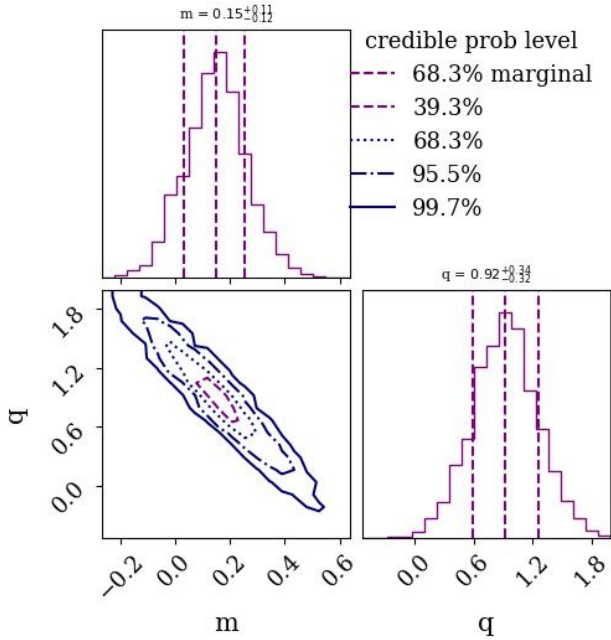 m = 0.15+0.11−0.12
credible prob level
68.3% marginal
39.3%
68.3%
95.5%
99.7%
q = 0.92+0.34−0.32
1.8
1.2
0.6
0.0
q
−0.2 0.0 0.2 0.4 0.6
0.0 0.6 1.2 1.8
m q